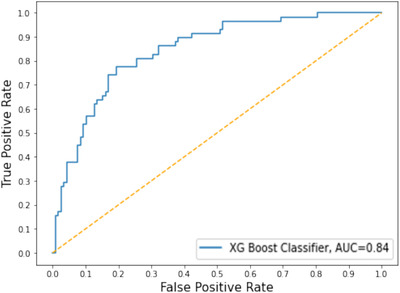 1.0
0.9
0.8
0.7
0.6
0.5
0.4
0.3
0.2
0.1
0.0
True Positive Rate
XG Boost Classifier, AUC=0.84
0.0 0.1 0.2 0.3 0.4 0.5 0.6 0.7 0.8 0.9 1.0
False Positive Rate